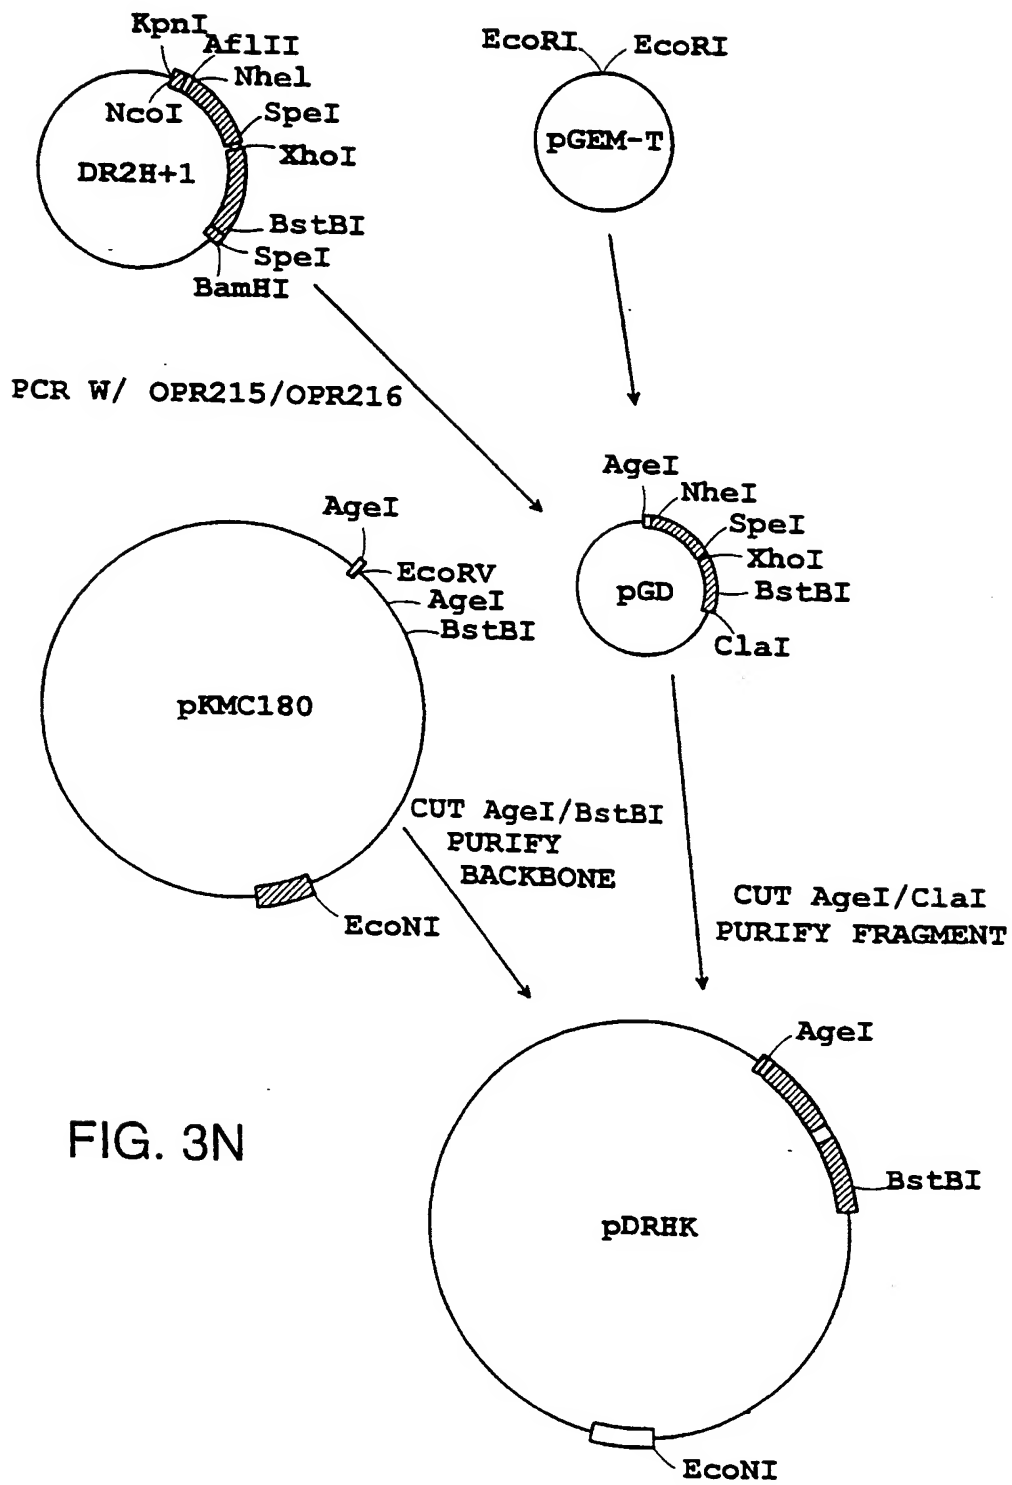 KpnI
AflII
Nhel
NcoI
SpeI
XhoI
DR2H+1
BstBI
SpeI
BamHI
EcoRI
EcoRI
pGEM-T
PCR W/ OPR215/OPR216
AgeI
NheI
SpeI
XhoI
pGD
BstBI
ClaI
AgeI
EcoRV
AgeI
BstBI
pKMC180
EcoNI
CUT AgeI/BstBI
PURIFY
BACKBONE
CUT AgeI/ClaI
PURIFY FRAGMENT
AgeI
BstBI
pDRHK
EcoNI
FIG. 3N